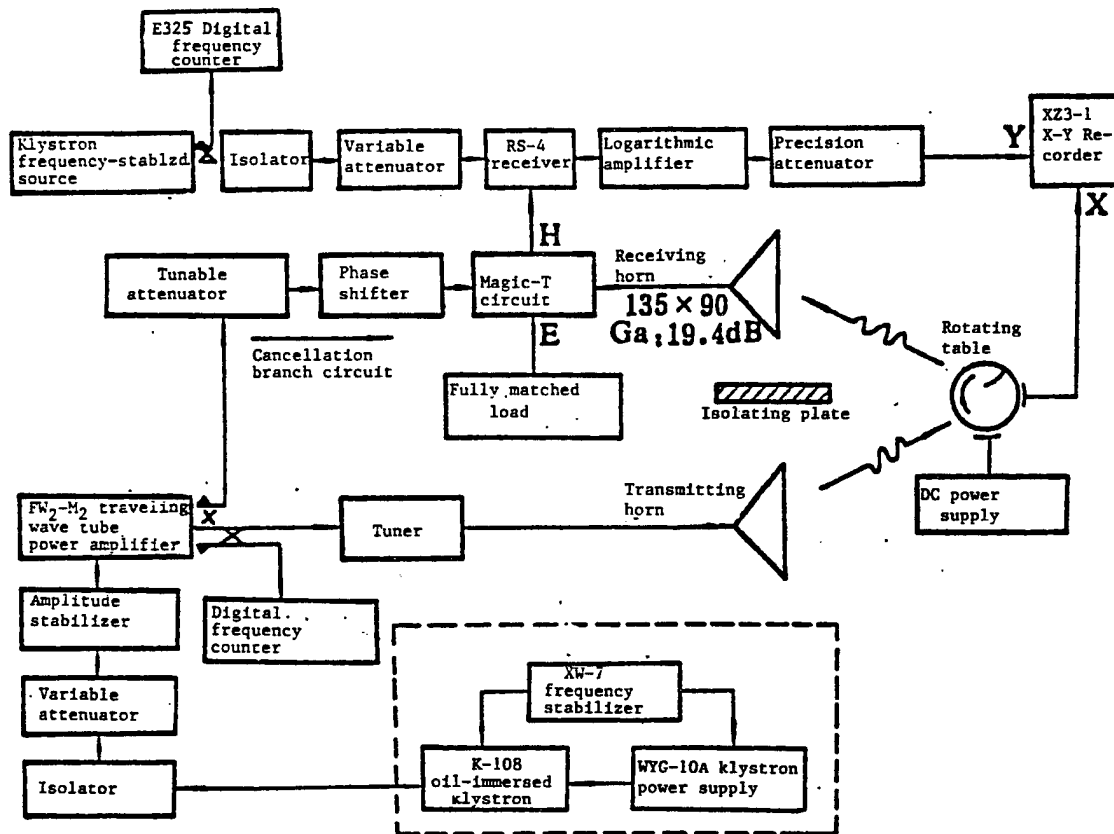 E325 Digital
frequency
counter
Klystron
frequency-stablzd.
source
Isolator
Variable
attenuator
RS-4
receiver
Logarithmic
amplifier
Precision
attenuator
Y
XZ3-1
X-Y Re-
corder
X
H
Tunable
attenuator
Phase
shifter
Magic-T
circuit
Receiving
horn
135 × 90
Ga:19.4dB
E
Cancellation
branch circuit
Fully matched
load
Isolating plate
Rotating
table
FW₂-M₂ traveling
wave tube
power amplifier
Tuner
Transmitting
horn
DC power
supply
Amplitude
stabilizer
Digital.
frequency
counter
Variable
attenuator
Isolator
XW-7
frequency
stabilizer
K-108
oil-immersed
klystron
WYG-10A klystron
power supply